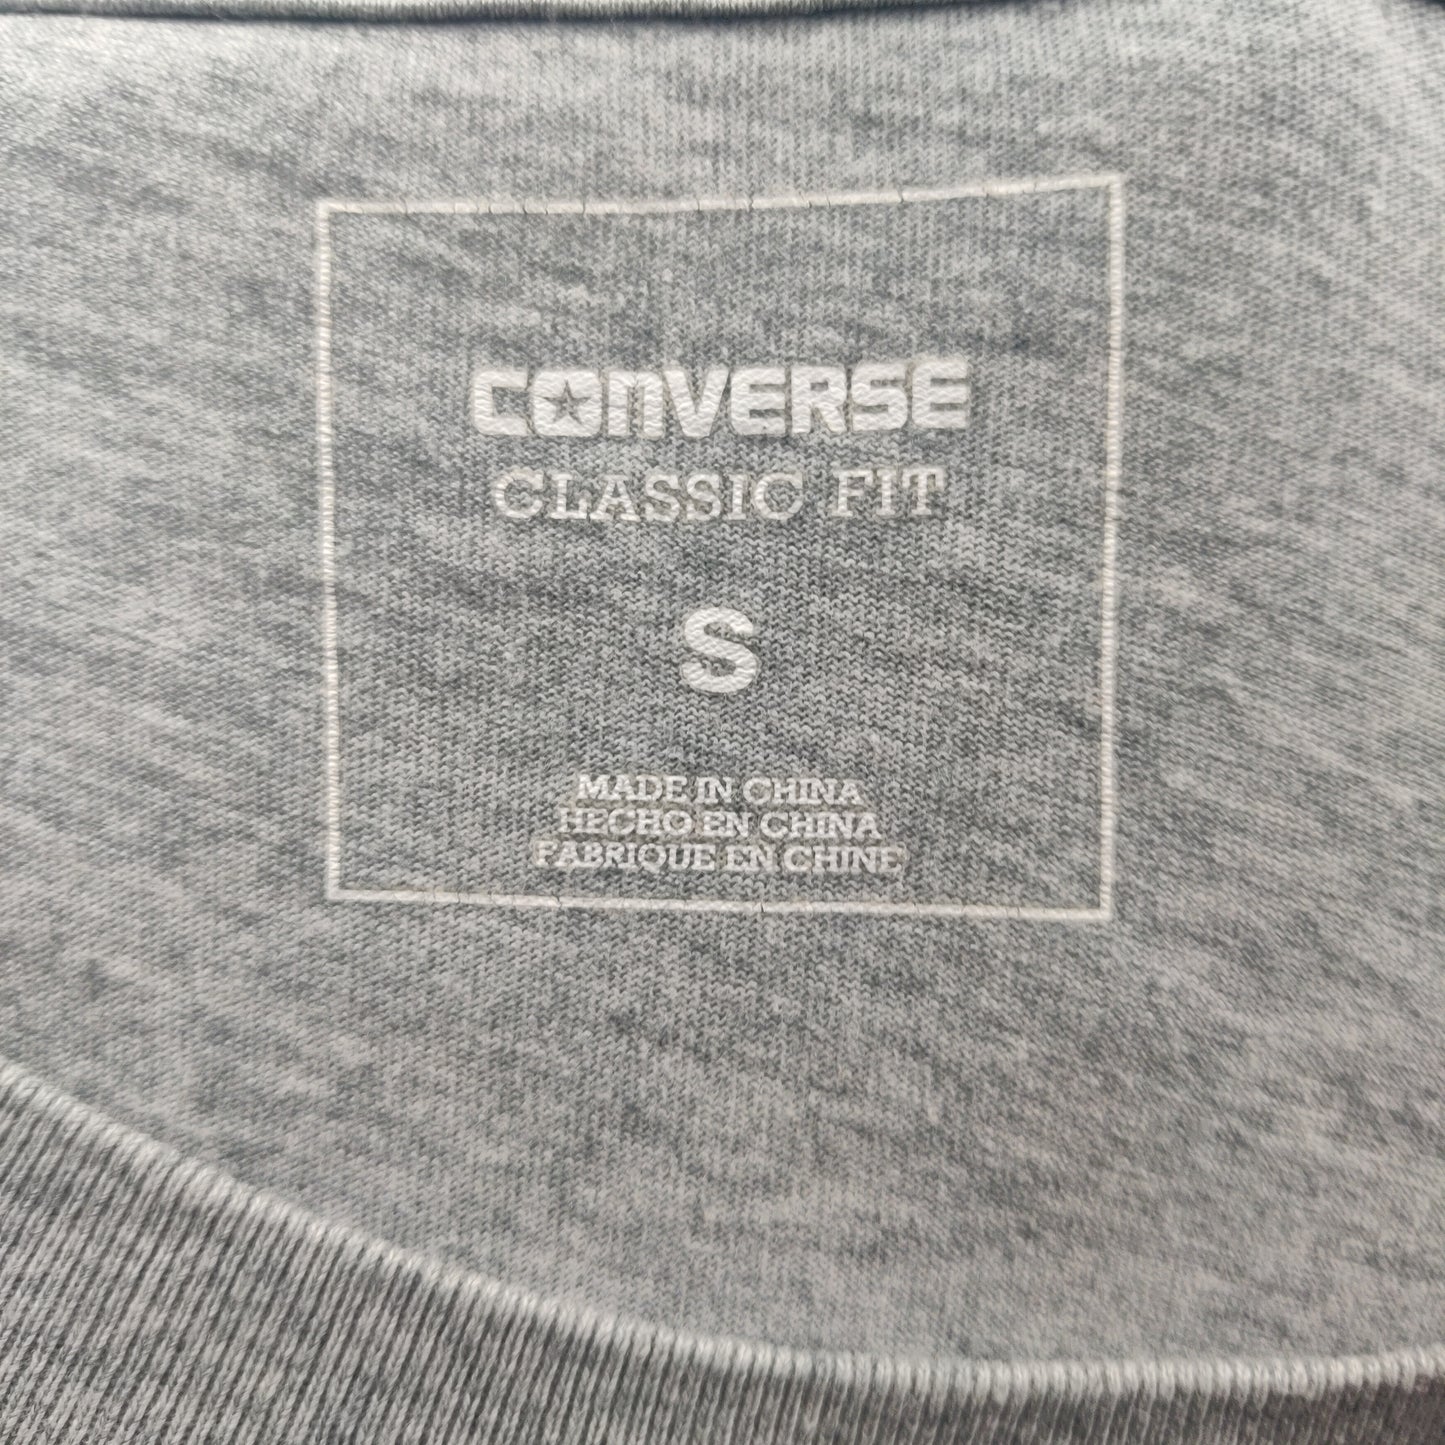 CONVERSE
CLASSIC FIT
S
MADE IN CHINA
HECHO EN CHINA
FABRIQUE EN CHINE